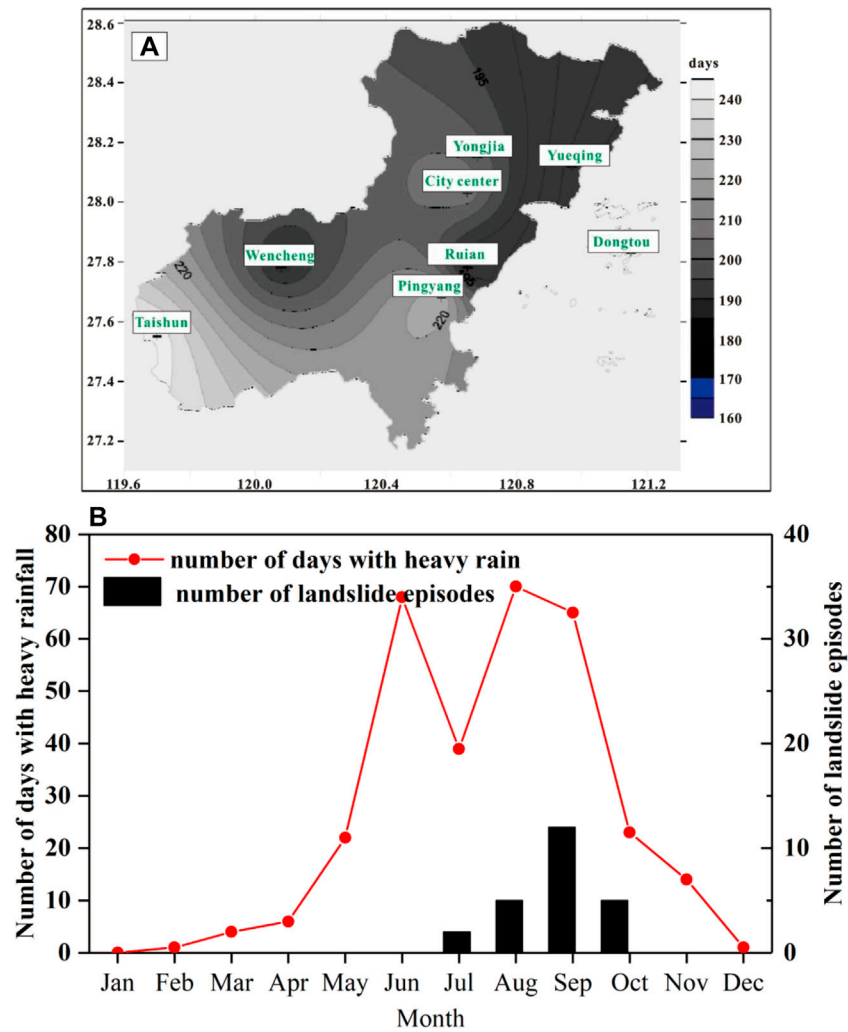 A
days
28.6
28.4
28.2
28.0
27.8
27.6
27.4
27.2
119.6 120.0 120.4 120.8 121.2
195
Yongjia
Yueqing
City center
Dongtou
Wencheng
Ruian
195
Pingyang
220
220
Taishun
240
230
220
210
200
190
180
170
160
B
number of days with heavy rain
number of landslide episodes
Number of days with heavy rainfall
80
70
60
50
40
30
20
10
0
40
30
20
10
0
Number of landslide episodes
Jan Feb Mar Apr May Jun Jul Aug Sep Oct Nov Dec
Month